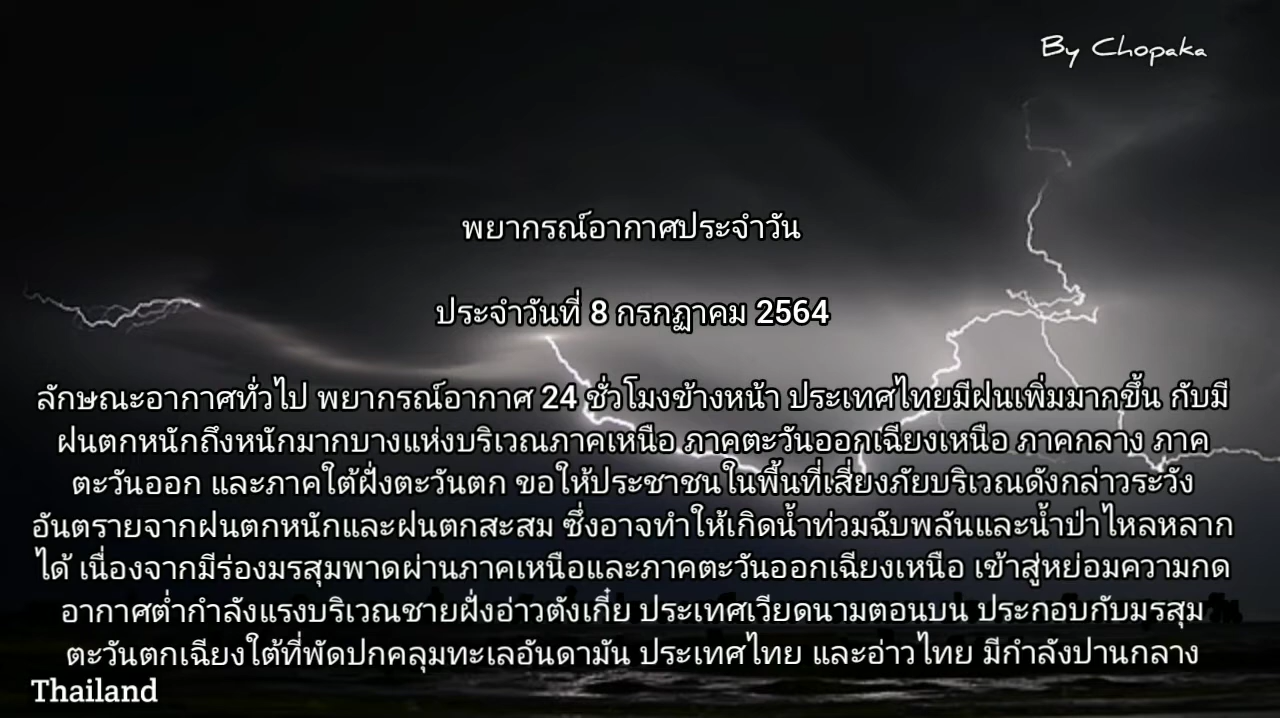 By Chopaka
พยากรณ์อากาศประจำวัน
ประจำวันที่ 8 กรกฏาคม 2564
ลักษณะอากาศทั่วไป พยากรณ์อากาศ 24 ชั่วโมงข้างหน้า ประเทศไทยมีฝนเพิ่มมากขึ้น กับมี
ฝนตกหนักถึงหนักมากบางแห่งบริเวณภาคเหนือ ภาคตะวันออกเฉียงเหนือ ภาคกลาง ภาค
ตะวันออก และภาคใต้ฝั่งตะวันตก ขอให้ประชาชนในพื้นที่เสี่ยงภัยบริเวณดังกล่าวระวัง
อันตรายจากฝนตกหนักและฝนตกสะสม ซึ่งอาจทำให้เกิดน้ำท่วมฉับพลันและน้ำป่าไหลหลาก
ได้ เนื่องจากมีร่องมรสุมพาดผ่านภาคเหนือและภาคตะวันออกเฉียงเหนือ เข้าสู่หย่อมความกด
อากาศต่ำกำลังแรงบริเวณชายฝั่งอ่าวตังเกี๋ย ประเทศเวียดนามตอนบน ประกอบกับมรสุม
ตะวันตกเฉียงใต้ที่พัดปกคลุมทะเลอันดามัน ประเทศไทย และอ่าวไทย มีกำลังปานกลาง
Thailand